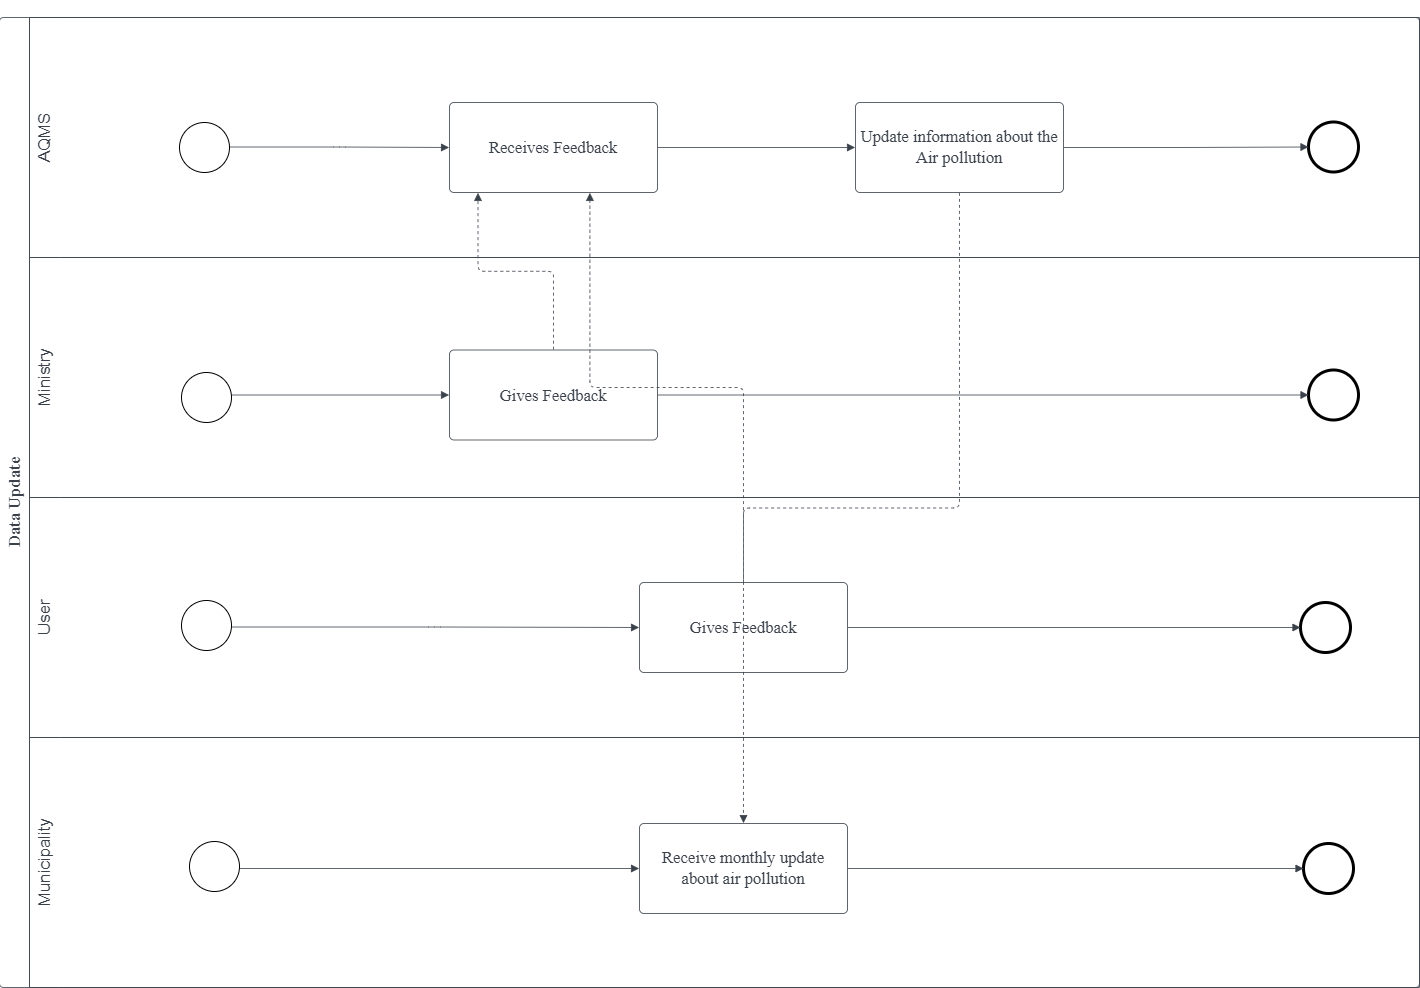 Data Update
AQMS
Receives Feedback
Update information about the
Air pollution
Ministry
Gives Feedback
User
Gives Feedback
Municipality
Receive monthly update
about air pollution